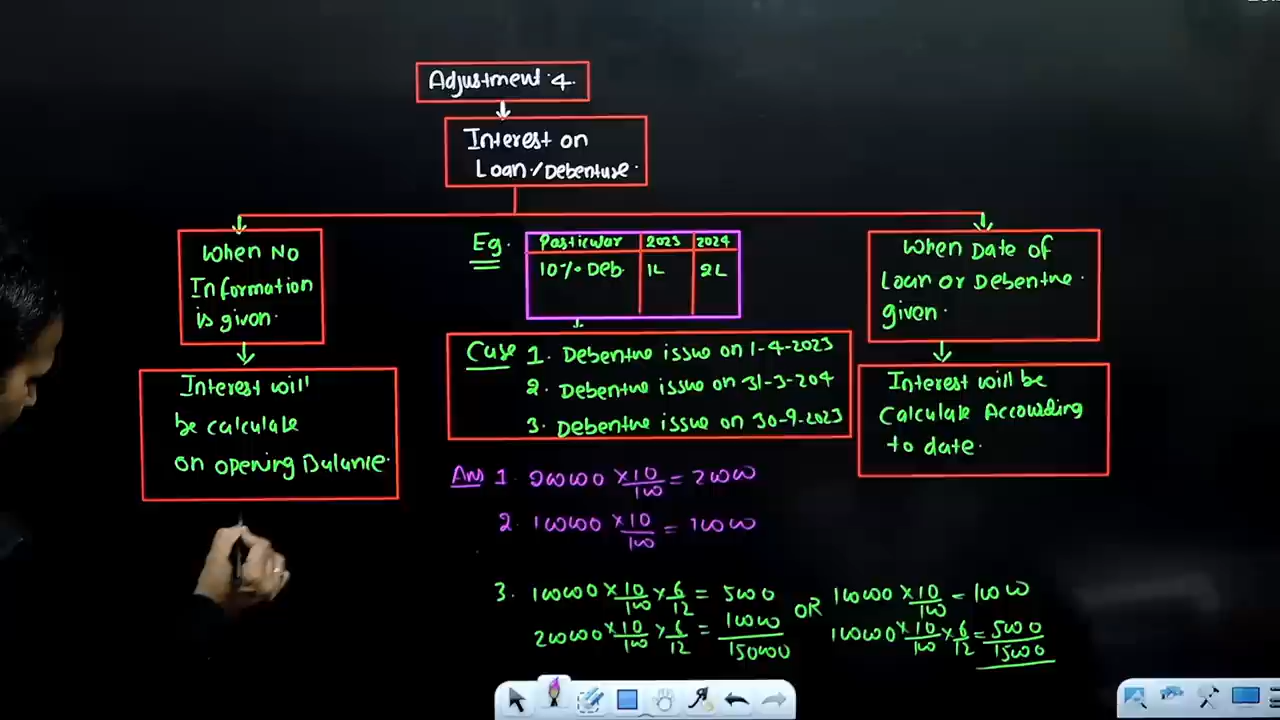 Adjustment 4.
Interest on
Loan/Debenture.
When No
Information
is given.
Interest will
be calculate
on opening Balance.
Eg.
Particular 2023 2024
10% Deb. 1L 2L
Case 1. Debenture issue on 1-4-2023
2. Debenture issue on 31-3-204
3. Debenture issue on 30-9-2023
When Date of
Loan or Debenture
given.
Interest will be
Calculate According
to date.
Ans 1. 200000 × 10/100 = 20000
2. 100000 × 10/100 = 10000
3. 100000 × 10/100 × 6/12 = 5000
200000 × 10/100 × 6/12 = 10000
150000
OR
100000 × 10/100 = 10000
100000 × 10/100 × 6/12 = 5000
15000